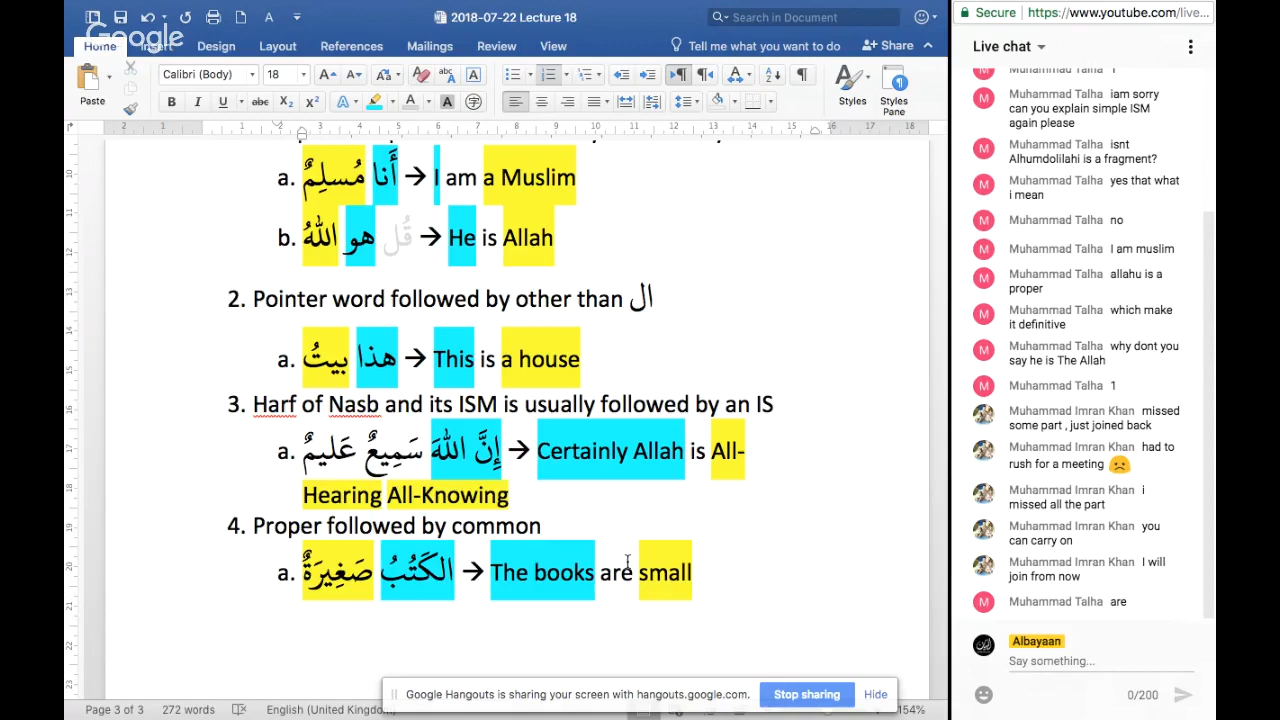 2018-07-22 Lecture 18
Search in Document
Google
Home Insert Design Layout References Mailings Review View Tell me what you want to do Share
Paste Calibri (Body) 18 Styles Styles Pane
a. أَنا مُسلِمٌ → I am a Muslim
b. قُل هو اللهُ → He is Allah
2. Pointer word followed by other than ال
a. هذا بيتُ → This is a house
3. Harf of Nasb and its ISM is usually followed by an IS
a. إِنَّ اللهَ سَمِيعٌ عَليمٌ → Certainly Allah is All-
Hearing All-Knowing
4. Proper followed by common
a. الكَتُبُ صَغِيرَةٌ → The books are small
Google Hangouts is sharing your screen with hangouts.google.com. Stop sharing Hide
Page 3 of 3 272 words English (United Kingdom) 154%
Secure https://www.youtube.com/live...
Live chat
Muhammad Talha 1
Muhammad Talha iam sorry
can you explain simple ISM
again please
Muhammad Talha isnt
Alhumdolilahi is a fragment?
Muhammad Talha yes that what
i mean
Muhammad Talha no
Muhammad Talha I am muslim
Muhammad Talha allahu is a
proper
Muhammad Talha which make
it definitive
Muhammad Talha why dont you
say he is The Allah
Muhammad Talha 1
Muhammad Imran Khan missed
some part , just joined back
Muhammad Imran Khan had to
rush for a meeting
Muhammad Imran Khan i
missed all the part
Muhammad Imran Khan you
can carry on
Muhammad Imran Khan I will
join from now
Muhammad Talha are
Albayaan
Say something...
0/200